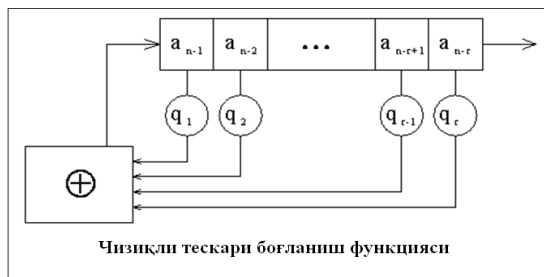 a n-1 a n-2 ... a n-r+1 a n-r
q 1 q 2 q r-1 q r
⊕
Чизиқли тескари боғланиш функцияси